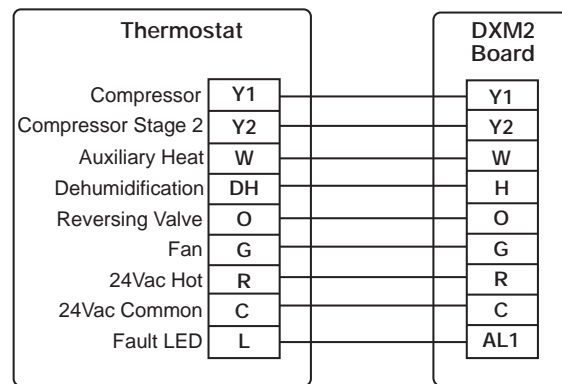 Thermostat
DXM2
Board
Compressor Y1 Y1
Compressor Stage 2 Y2 Y2
Auxiliary Heat W W
Dehumidification DH H
Reversing Valve O O
Fan G G
24Vac Hot R R
24Vac Common C C
Fault LED L AL1